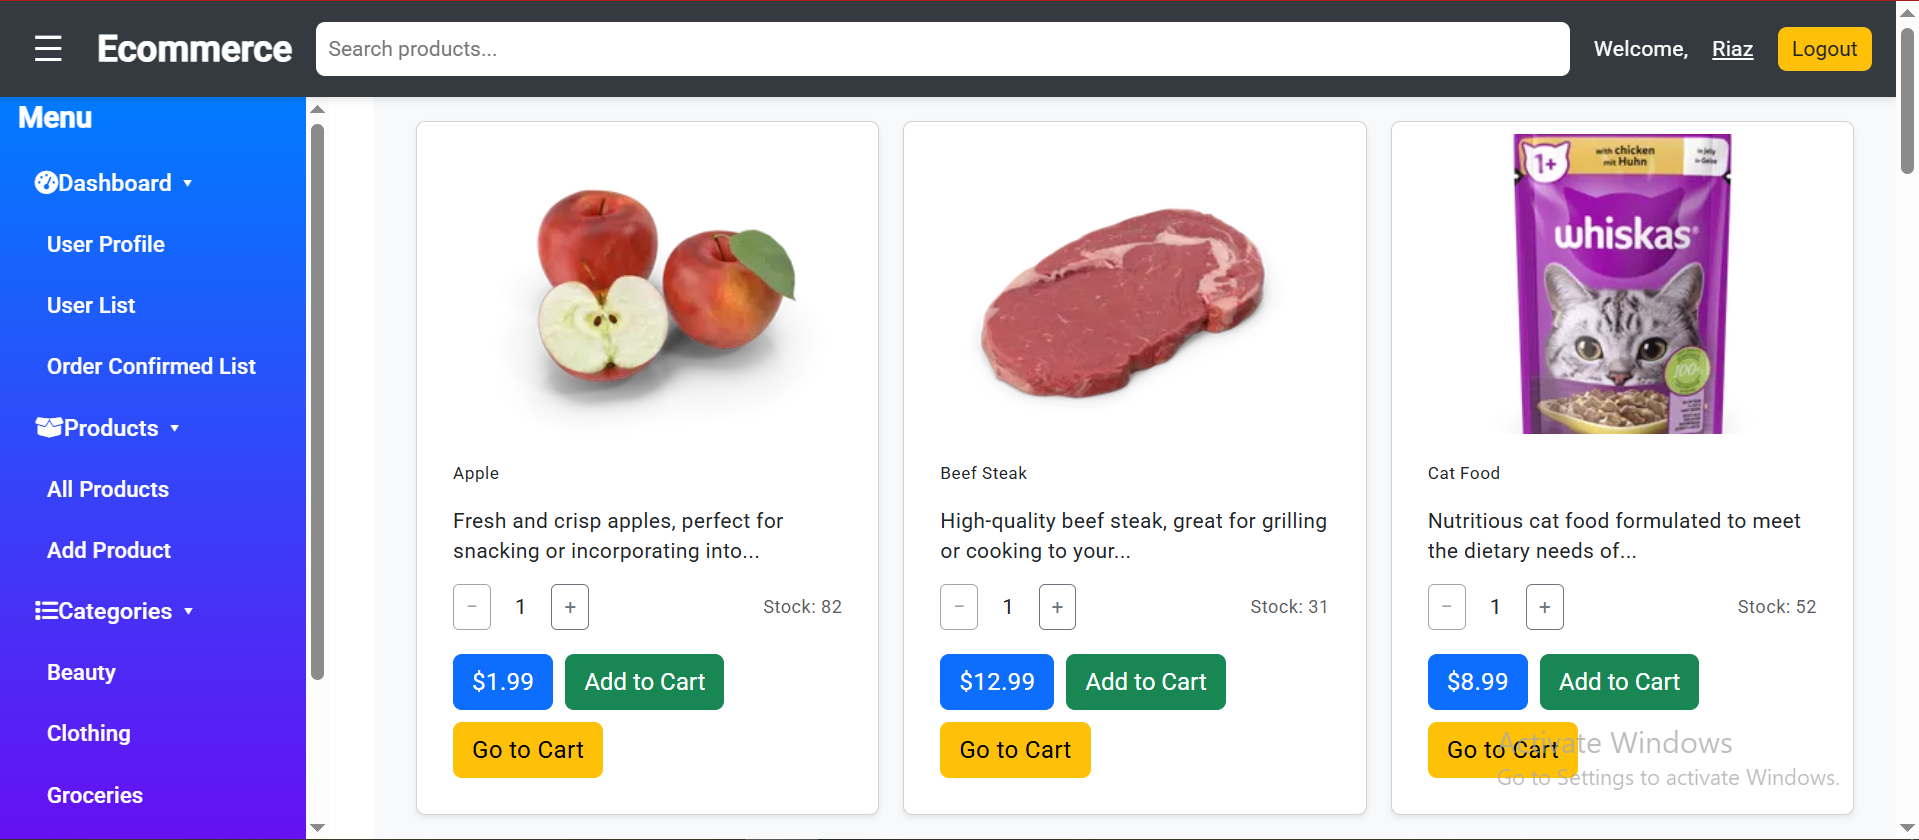 ☰ Ecommerce Search products... Welcome, Riaz Logout
Menu
Dashboard ▾
User Profile
User List
Order Confirmed List
Products ▾
All Products
Add Product
Categories ▾
Beauty
Clothing
Groceries
Apple
Fresh and crisp apples, perfect for
snacking or incorporating into...
− 1 + Stock: 82
$1.99 Add to Cart
Go to Cart
Beef Steak
High-quality beef steak, great for grilling
or cooking to your...
− 1 + Stock: 31
$12.99 Add to Cart
Go to Cart
1+
with chicken
mit Huhn
in Jelly
in Gelee
whiskas®
100%
Cat Food
Nutritious cat food formulated to meet
the dietary needs of...
− 1 + Stock: 52
$8.99 Add to Cart
Go to Cart
Activate Windows
Go to Settings to activate Windows.